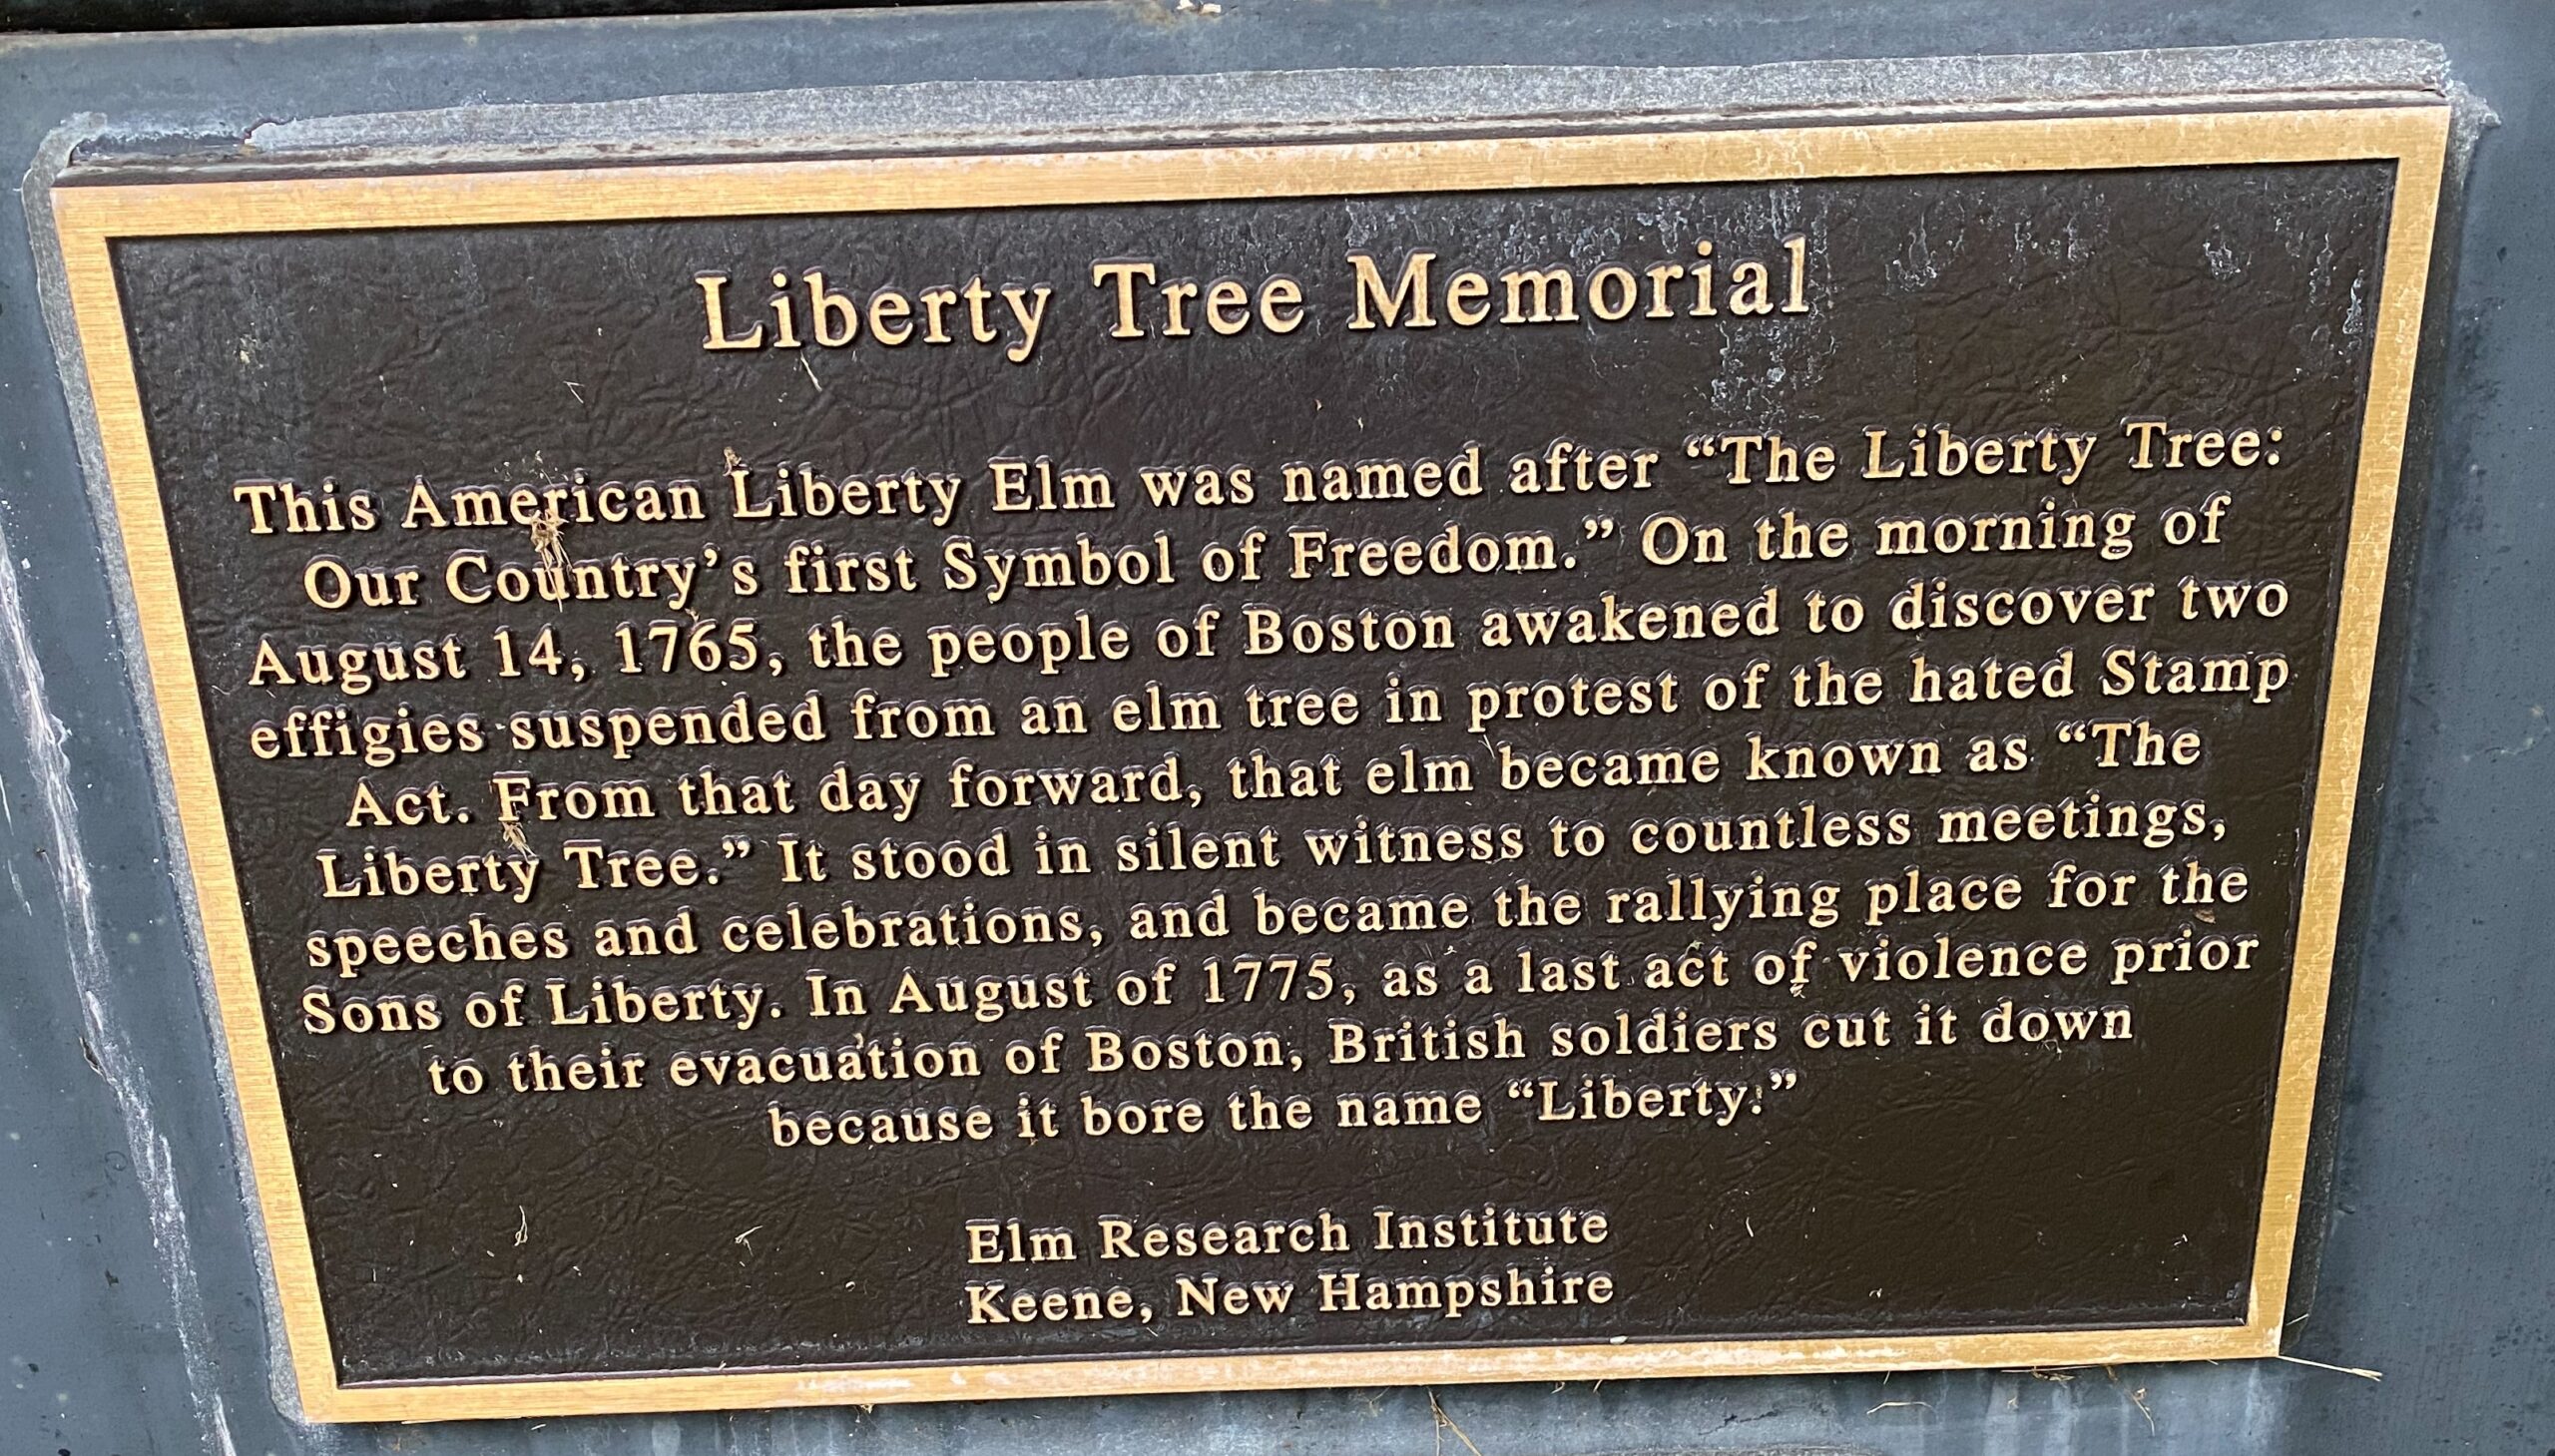 Liberty Tree Memorial
This American Liberty Elm was named after “The Liberty Tree:
Our Country’s first Symbol of Freedom.” On the morning of
August 14, 1765, the people of Boston awakened to discover two
effigies suspended from an elm tree in protest of the hated Stamp
Act. From that day forward, that elm became known as “The
Liberty Tree.” It stood in silent witness to countless meetings,
speeches and celebrations, and became the rallying place for the
Sons of Liberty. In August of 1775, as a last act of violence prior
to their evacuation of Boston, British soldiers cut it down
because it bore the name “Liberty.”
Elm Research Institute
Keene, New Hampshire